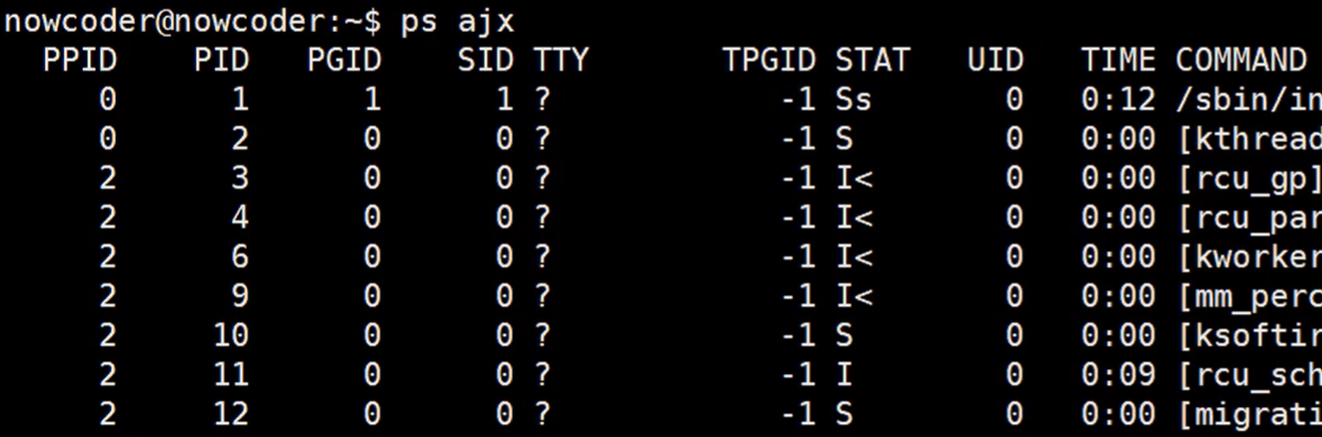 nowcoder@nowcoder:~$ ps ajx
PPID PID PGID SID TTY TPGID STAT UID TIME COMMAND
0 1 1 1 ? -1 Ss 0 0:12 /sbin/in
0 2 0 0 ? -1 S 0 0:00 [kthread
2 3 0 0 ? -1 I< 0 0:00 [rcu_gp]
2 4 0 0 ? -1 I< 0 0:00 [rcu_par
2 6 0 0 ? -1 I< 0 0:00 [kworker
2 9 0 0 ? -1 I< 0 0:00 [mm_perc
2 10 0 0 ? -1 S 0 0:00 [ksoftir
2 11 0 0 ? -1 I 0 0:09 [rcu_sch
2 12 0 0 ? -1 S 0 0:00 [migrati